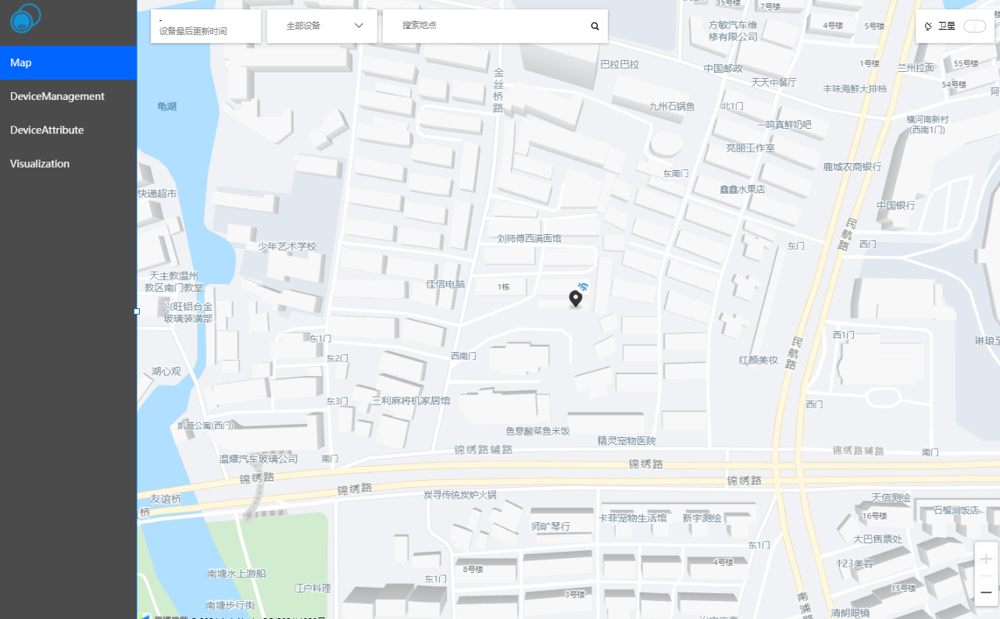 Map
DeviceManagement
DeviceAttribute
Visualization
-
设备最后更新时间
全部设备
搜索地点
卫星
35号楼
7号楼
方敏汽车维
修有限公司
4号楼
5号楼
巴拉巴拉
中国邮政
1号楼
兰州拉面
55号楼
54号楼
天天中餐厅
丰味海鲜大排档
金丝桥路
龟湖
九州石锅鱼
北1门
横河南新村
(西南1门)
一鸣真鲜奶吧
亮丽工作室
鹿城农商银行
东南门
鑫鑫水果店
快递超市
中国银行
民航路
刘师傅西满面馆
少年艺术学校
东门
西门
天主教温州
教区南门教堂
佳信电脑
1栋
兴旺铝合金
玻璃装潢部
东1门
西1门
民航路
东2门
西南门
红颜美妆
湖心观
东3门
三利麻将机家居馆
西门
凯盛公寓(西门)
鱼意酸菜鱼米饭
精灵宠物医院
锦绣路辅路
锦绣路辅路
南门
温耀汽车玻璃公司
南门
锦绣路
锦绣路
锦绣路
锦绣路
友谊桥
桥
炭寻传统炭炉火锅
天信测绘
石榴涧饭店
16号楼
师旷琴行
卡菲宠物生活馆
新宇测绘
大巴售票处
东1门
123美容
4号楼
8号楼
南塘水上游船
东1门
江户料理
3号楼
15号楼
南浦路
南塘步行街
清朗眼镜